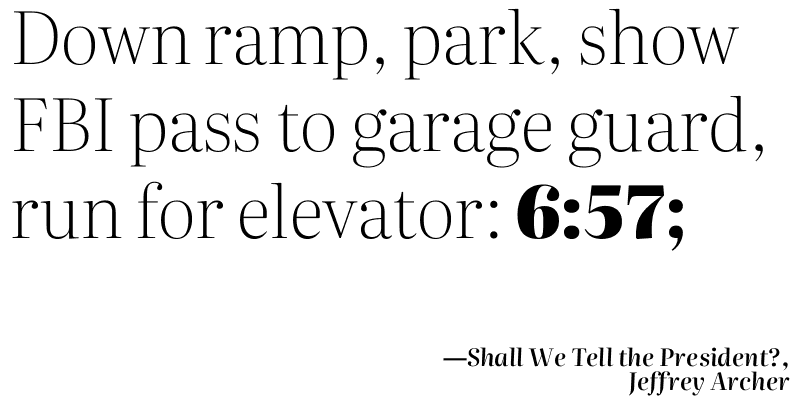 Down ramp, park, show
FBI pass to garage guard,
run for elevator: 6:57;
—Shall We Tell the President?,
Jeffrey Archer